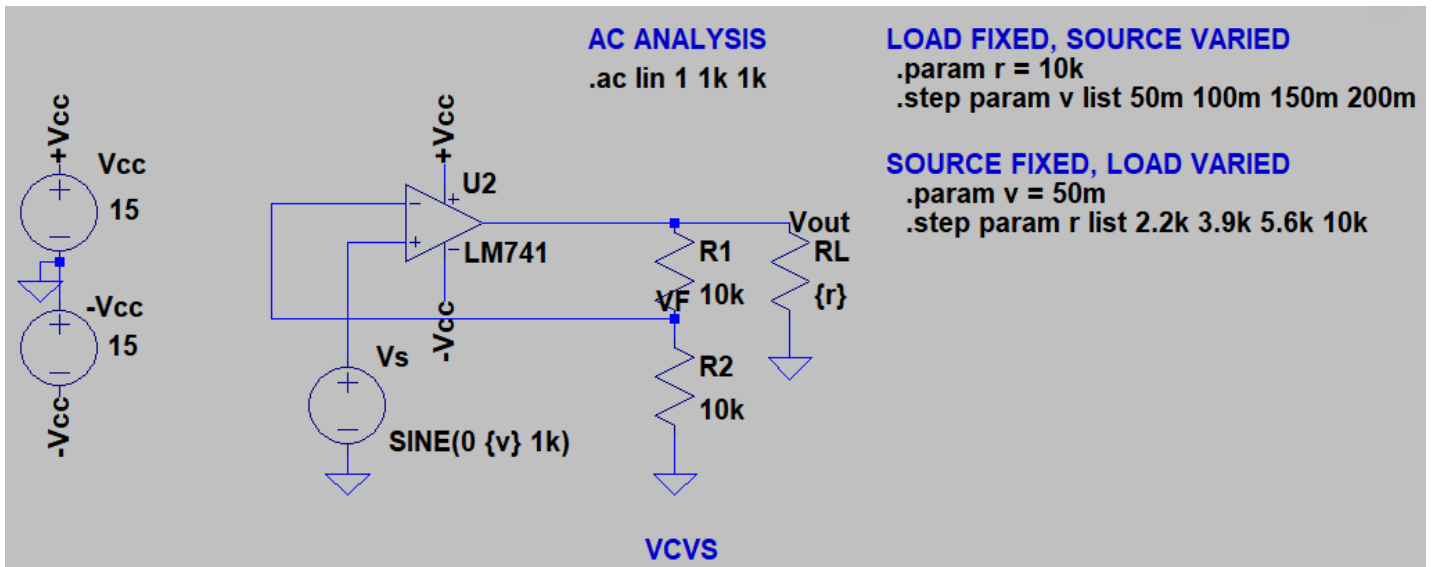 AC ANALYSIS
.ac lin 1 1k 1k
LOAD FIXED, SOURCE VARIED
.param r = 10k
.step param v list 50m 100m 150m 200m
SOURCE FIXED, LOAD VARIED
.param v = 50m
.step param r list 2.2k 3.9k 5.6k 10k
+Vcc
Vcc
15
-Vcc
15
-Vcc
+Vcc
U2
LM741
-Vcc
Vs
SINE(0 {v} 1k)
R1
10k
VF
R2
10k
Vout
RL
{r}
VCVS